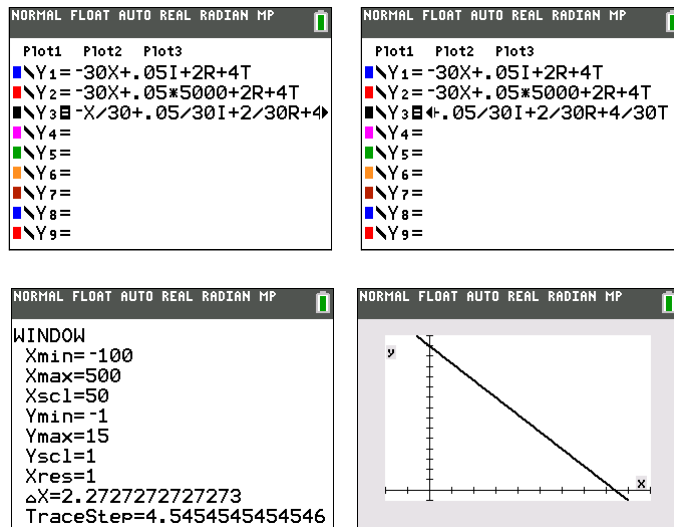 NORMAL FLOAT AUTO REAL RADIAN MP
Plot1 Plot2 Plot3
\Y₁=⁻30X+.05I+2R+4T
\Y₂=⁻30X+.05*5000+2R+4T
\Y₃=⁻X/30+.05/30I+2/30R+4
\Y₄=
\Y₅=
\Y₆=
\Y₇=
\Y₈=
\Y₉=
NORMAL FLOAT AUTO REAL RADIAN MP
Plot1 Plot2 Plot3
\Y₁=⁻30X+.05I+2R+4T
\Y₂=⁻30X+.05*5000+2R+4T
\Y₃=+.05/30I+2/30R+4/30T
\Y₄=
\Y₅=
\Y₆=
\Y₇=
\Y₈=
\Y₉=
NORMAL FLOAT AUTO REAL RADIAN MP
WINDOW
Xmin=⁻100
Xmax=500
Xscl=50
Ymin=⁻1
Ymax=15
Yscl=1
Xres=1
△X=2.2727272727273
TraceStep=4.5454545454546
NORMAL FLOAT AUTO REAL RADIAN MP
y
x